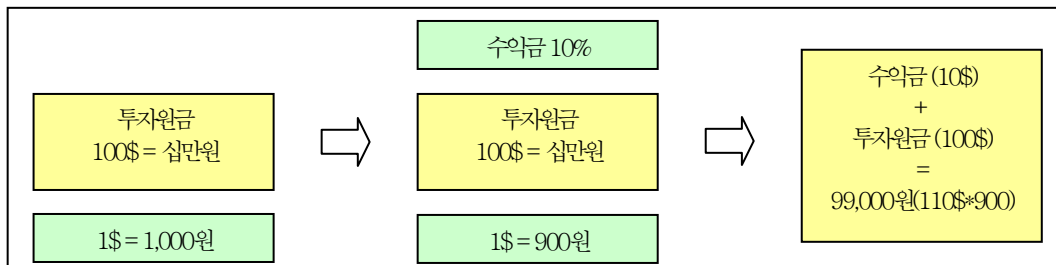 투자원금
100$ = 십만원
1$ = 1,000원
수익금 10%
투자원금
100$ = 십만원
1$ = 900원
수익금 (10$)
+
투자원금 (100$)
=
99,000원(110$*900)